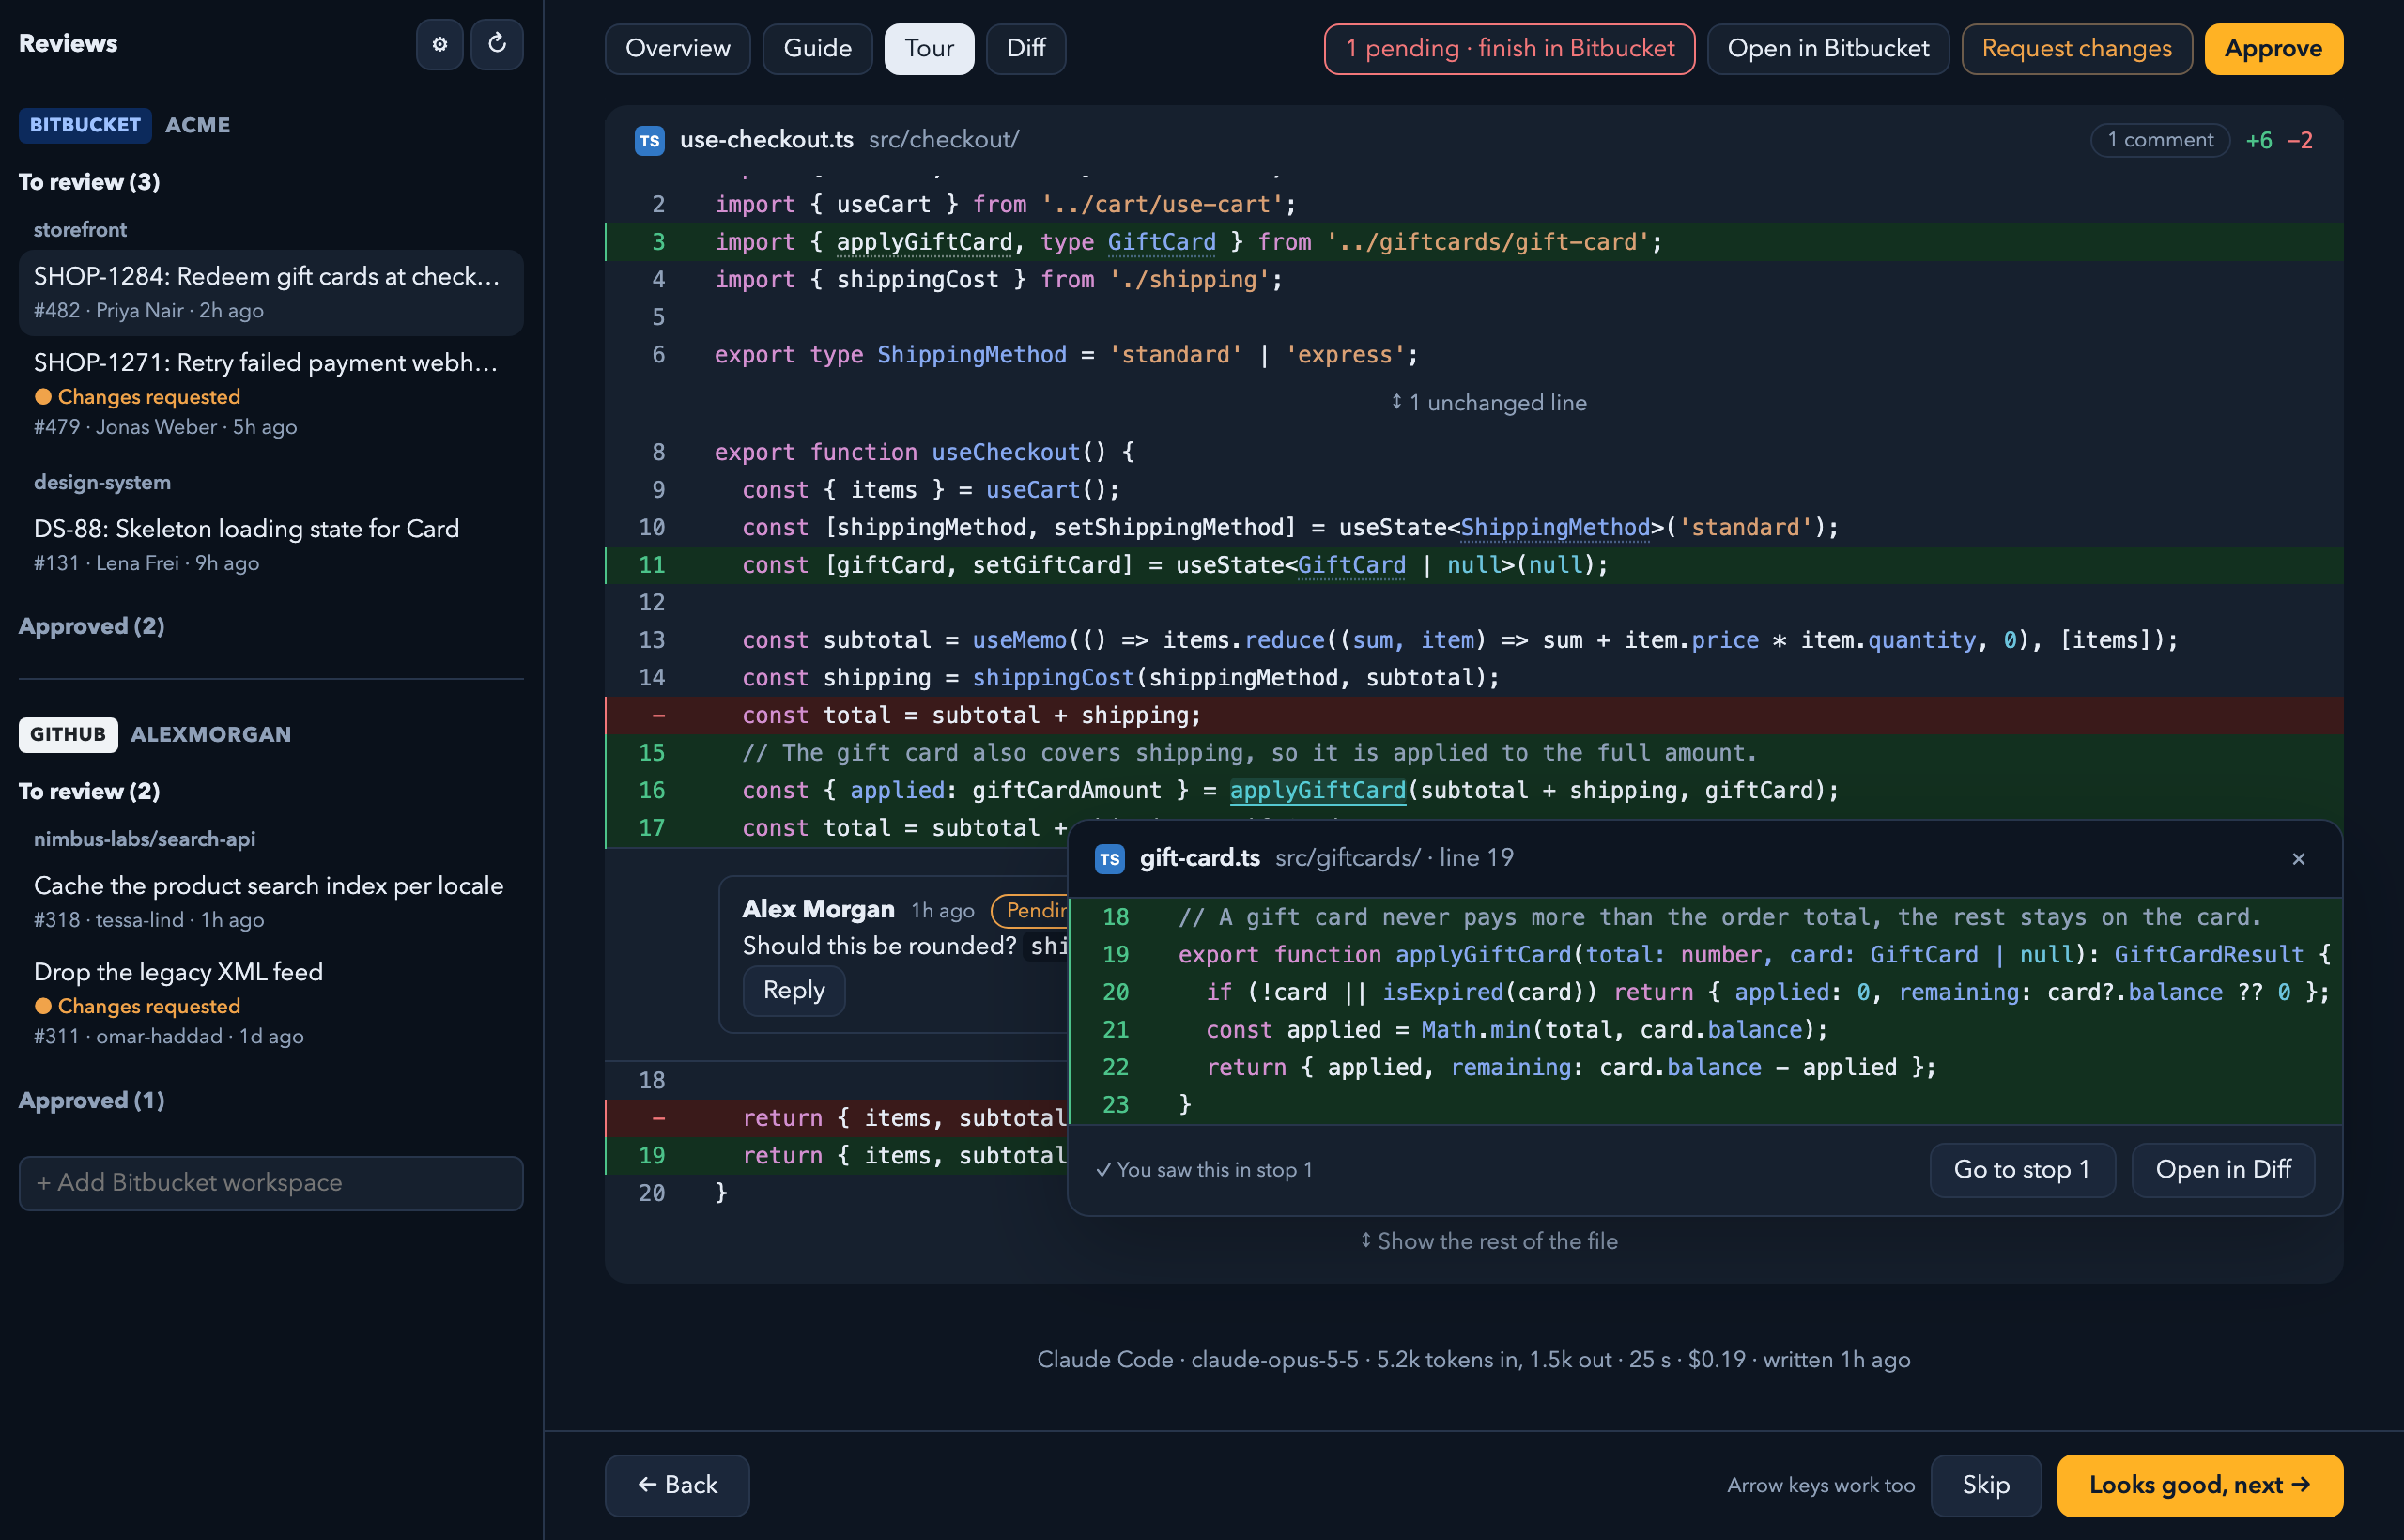 Reviews
BITBUCKET ACME
To review (3)
storefront
SHOP-1284: Redeem gift cards at check…
#482 · Priya Nair · 2h ago
SHOP-1271: Retry failed payment webh…
Changes requested
#479 · Jonas Weber · 5h ago
design-system
DS-88: Skeleton loading state for Card
#131 · Lena Frei · 9h ago
Approved (2)
GITHUB ALEXMORGAN
To review (2)
nimbus-labs/search-api
Cache the product search index per locale
#318 · tessa-lind · 1h ago
Drop the legacy XML feed
Changes requested
#311 · omar-haddad · 1d ago
Approved (1)
+ Add Bitbucket workspace
Overview Guide Tour Diff
1 pending · finish in Bitbucket Open in Bitbucket Request changes Approve
TS use-checkout.ts src/checkout/ 1 comment +6 −2
2 import { useCart } from '../cart/use-cart';
3 import { applyGiftCard, type GiftCard } from '../giftcards/gift-card';
4 import { shippingCost } from './shipping';
5
6 export type ShippingMethod = 'standard' | 'express';
↕ 1 unchanged line
8 export function useCheckout() {
9 const { items } = useCart();
10 const [shippingMethod, setShippingMethod] = useState<ShippingMethod>('standard');
11 const [giftCard, setGiftCard] = useState<GiftCard | null>(null);
12
13 const subtotal = useMemo(() => items.reduce((sum, item) => sum + item.price * item.quantity, 0), [items]);
14 const shipping = shippingCost(shippingMethod, subtotal);
− const total = subtotal + shipping;
15 // The gift card also covers shipping, so it is applied to the full amount.
16 const { applied: giftCardAmount } = applyGiftCard(subtotal + shipping, giftCard);
17 const total = subtotal +
Alex Morgan 1h ago Pendin
Should this be rounded? shi
Reply
18
− return { items, subtotal
19 return { items, subtotal
20 }
TS gift-card.ts src/giftcards/ · line 19 ×
18 // A gift card never pays more than the order total, the rest stays on the card.
19 export function applyGiftCard(total: number, card: GiftCard | null): GiftCardResult {
20 if (!card || isExpired(card)) return { applied: 0, remaining: card?.balance ?? 0 };
21 const applied = Math.min(total, card.balance);
22 return { applied, remaining: card.balance − applied };
23 }
✓ You saw this in stop 1 Go to stop 1 Open in Diff
↕ Show the rest of the file
Claude Code · claude-opus-5-5 · 5.2k tokens in, 1.5k out · 25 s · $0.19 · written 1h ago
← Back Arrow keys work too Skip Looks good, next →